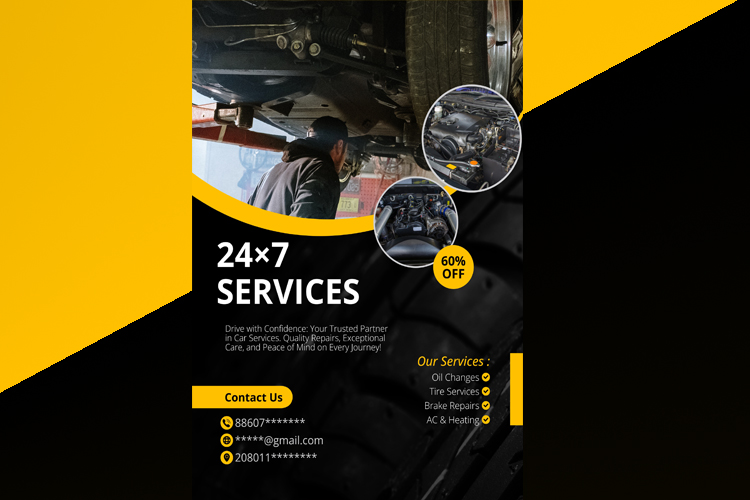 60%
OFF
24×7
SERVICES
Drive with Confidence: Your Trusted Partner
in Car Services. Quality Repairs, Exceptional
Care, and Peace of Mind on Every Journey!
Our Services :
Oil Changes
Tire Services
Brake Repairs
AC & Heating
Contact Us
88607*******
*****@gmail.com
208011********